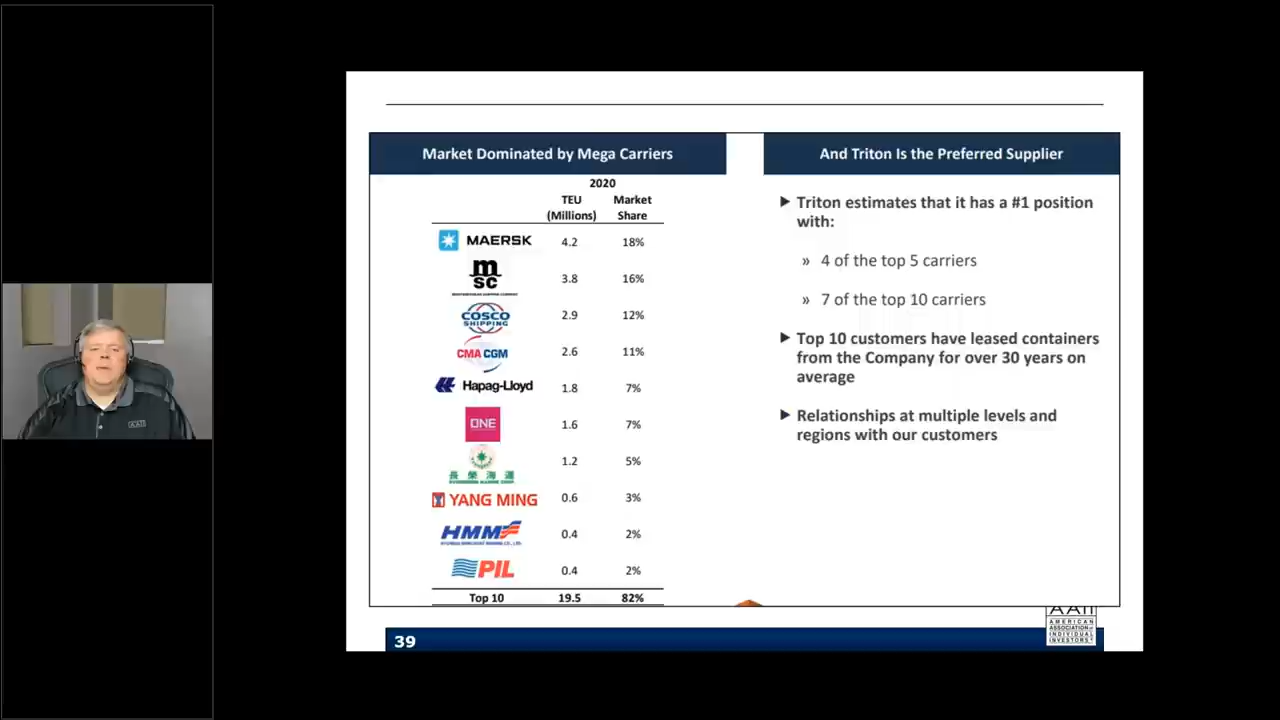 Market Dominated by Mega Carriers
2020
TEU
(Millions)
Market
Share
MAERSK
4.2
18%
m
sc
3.8
16%
COSCO
SHIPPING
2.9
12%
CMA CGM
2.6
11%
Hapag-Lloyd
1.8
7%
ONE
1.6
7%
長榮海運
1.2
5%
YANG MING
0.6
3%
HMM
0.4
2%
PIL
0.4
2%
Top 10
19.5
82%
And Triton Is the Preferred Supplier
Triton estimates that it has a #1 position
with:
» 4 of the top 5 carriers
» 7 of the top 10 carriers
Top 10 customers have leased containers
from the Company for over 30 years on
average
Relationships at multiple levels and
regions with our customers
39
AAII
AMERICAN
ASSOCIATION of
INDIVIDUAL
INVESTORS
AAII